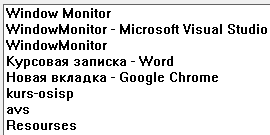 Window Monitor
WindowMonitor - Microsoft Visual Studio
WindowMonitor
Курсовая записка - Word
Новая вкладка - Google Chrome
kurs-osisp
avs
Resourses